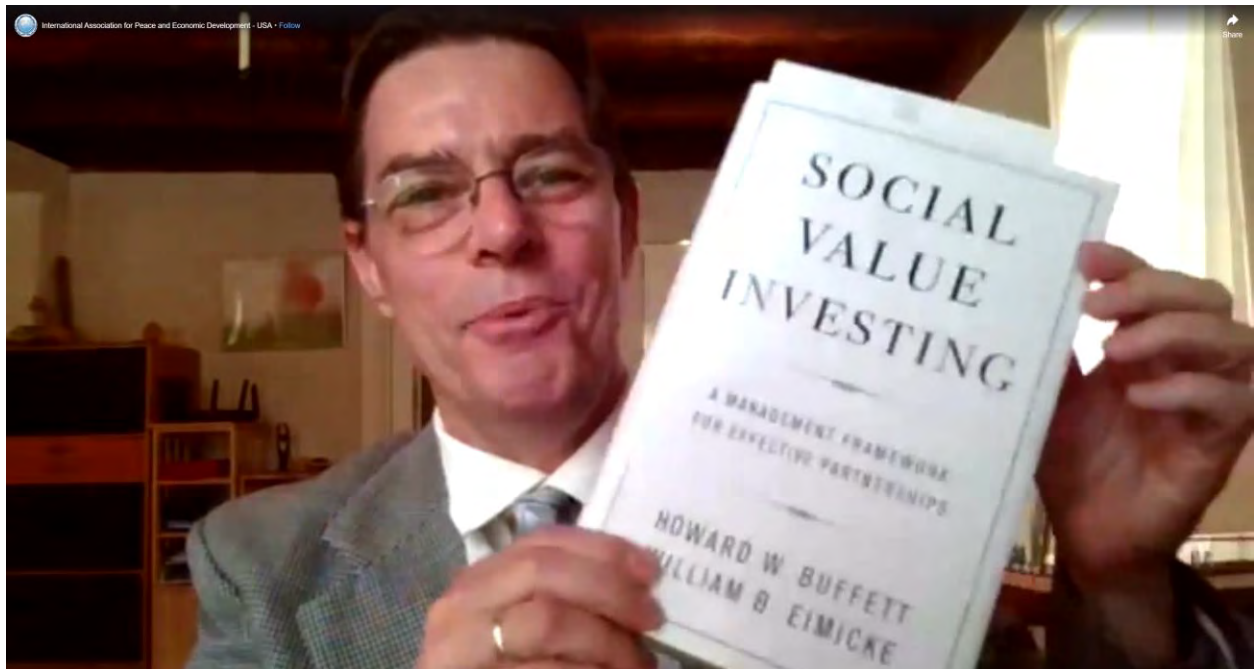 International Association for Peace and Economic Development - USA · Follow
Share
SOCIAL
VALUE
INVESTING
A MANAGEMENT FRAMEWORK
FOR EFFECTIVE PARTNERSHIPS
HOWARD W. BUFFETT
WILLIAM B. EIMICKE